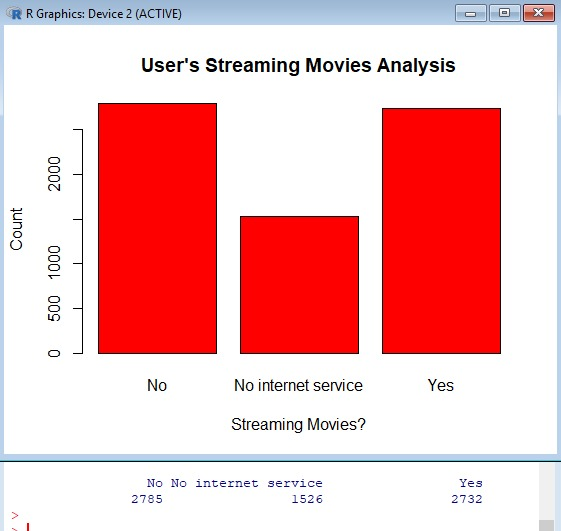 R Graphics: Device 2 (ACTIVE)
User's Streaming Movies Analysis
Count
2000
1000
500
0
No No internet service Yes
Streaming Movies?
No No internet service Yes
2785 1526 2732
>
>